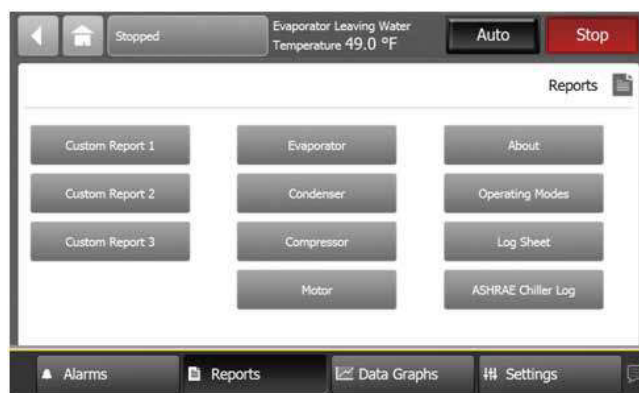 Stopped
Evaporator Leaving Water
Temperature 49.0 °F
Auto
Stop
Reports
Custom Report 1
Evaporator
About
Custom Report 2
Condenser
Operating Modes
Custom Report 3
Compressor
Log Sheet
Motor
ASHRAE Chiller Log
Alarms
Reports
Data Graphs
Settings